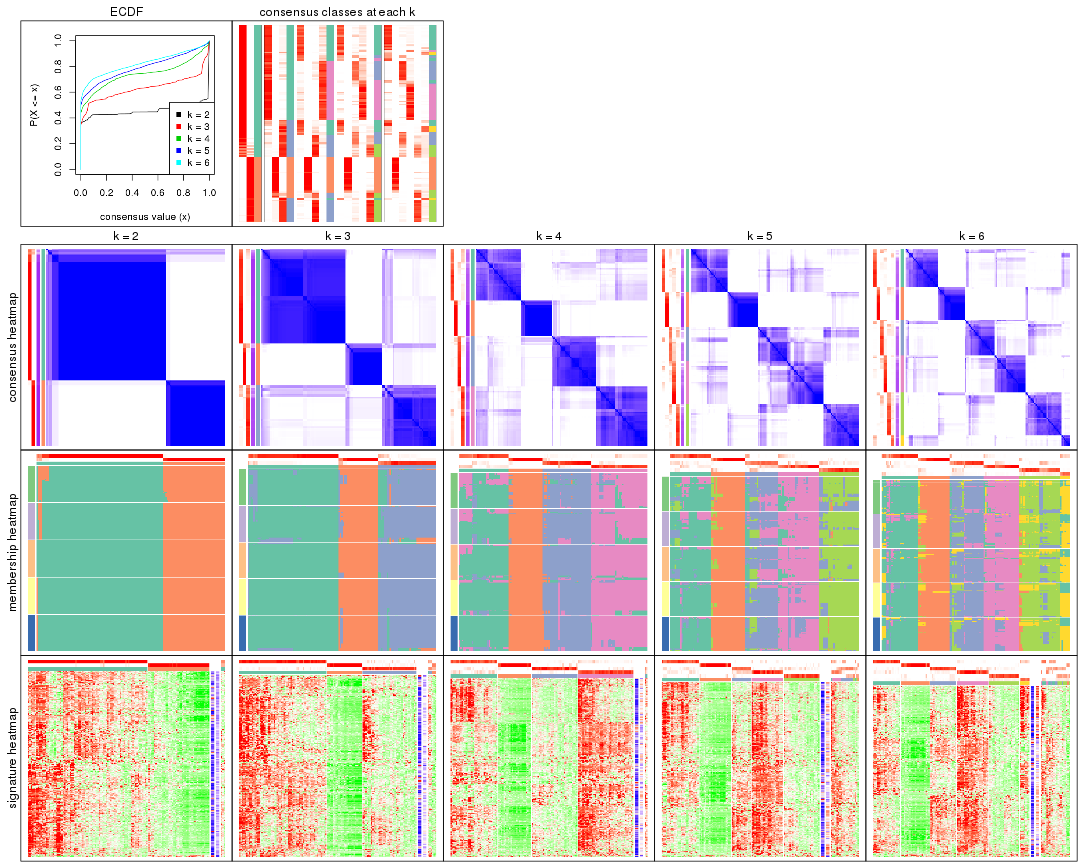 ECDF
consensus classes at each k
P(X <= x)
0.0 0.2 0.4 0.6 0.8 1.0
k = 2
k = 3
k = 4
k = 5
k = 6
0.0 0.2 0.4 0.6 0.8 1.0
consensus value (x)
k = 2
k = 3
k = 4
k = 5
k = 6
consensus heatmap
membership heatmap
signature heatmap